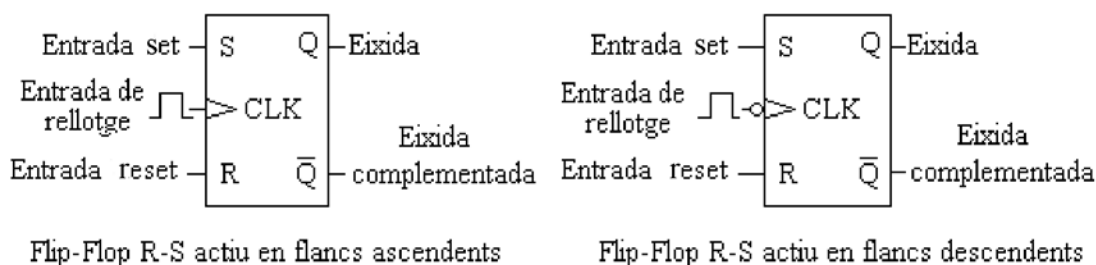 Entrada set
S
Q
Eixida
Entrada de
rellotge
CLK
Entrada reset
R
Q̅
Eixida
complementada
Flip-Flop R-S actiu en flancs ascendents
Entrada set
S
Q
Eixida
Entrada de
rellotge
CLK
Entrada reset
R
Q̅
Eixida
complementada
Flip-Flop R-S actiu en flancs descendents